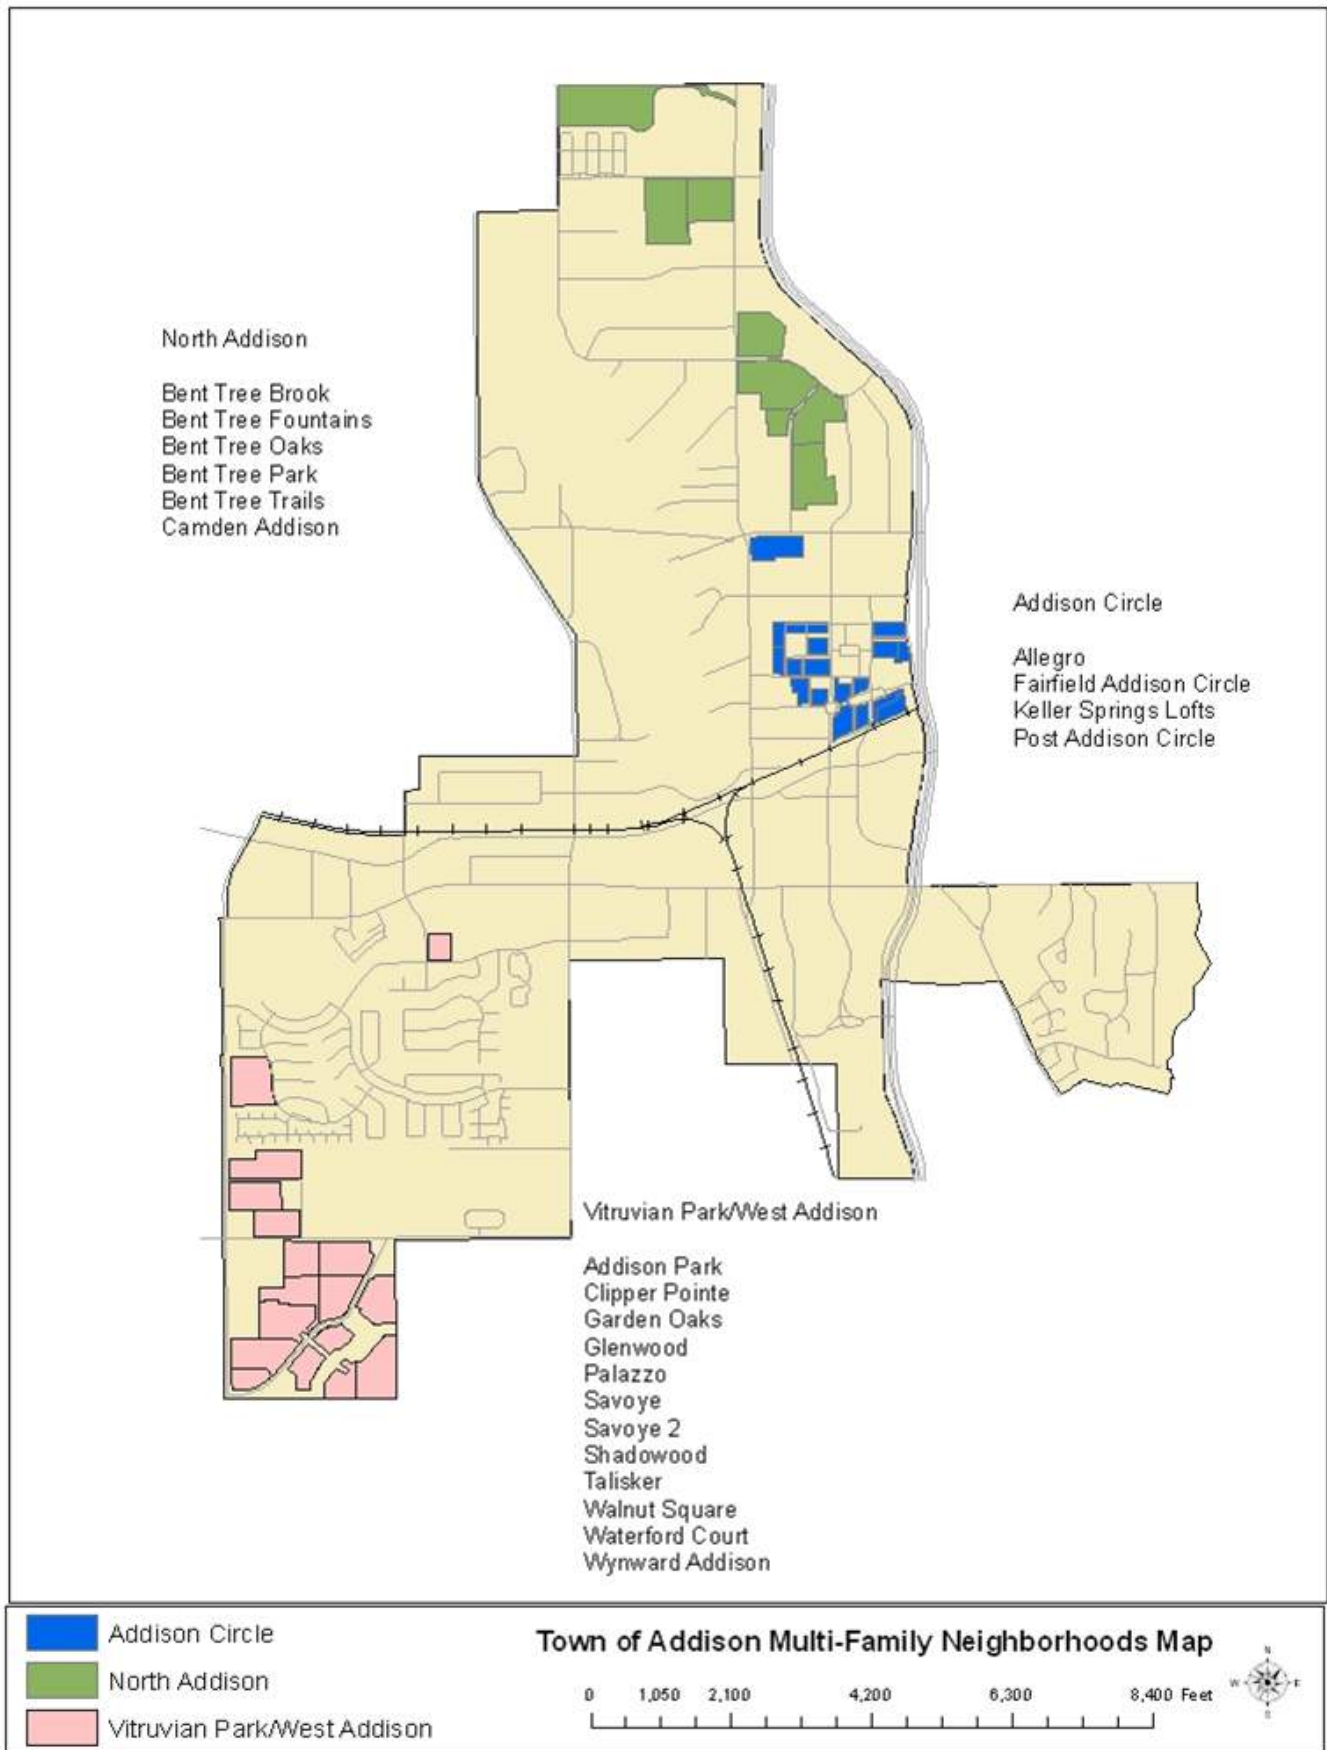 North Addison
Bent Tree Brook
Bent Tree Fountains
Bent Tree Oaks
Bent Tree Park
Bent Tree Trails
Camden Addison
Addison Circle
Allegro
Fairfield Addison Circle
Keller Springs Lofts
Post Addison Circle
Vitruvian Park/West Addison
Addison Park
Clipper Pointe
Garden Oaks
Glenwood
Palazzo
Savoye
Savoye 2
Shadowood
Talisker
Walnut Square
Waterford Court
Wynward Addison
Addison Circle
North Addison
Vitruvian Park/West Addison
Town of Addison Multi-Family Neighborhoods Map
0 1,050 2,100 4,200 6,300 8,400 Feet
N
W E
S